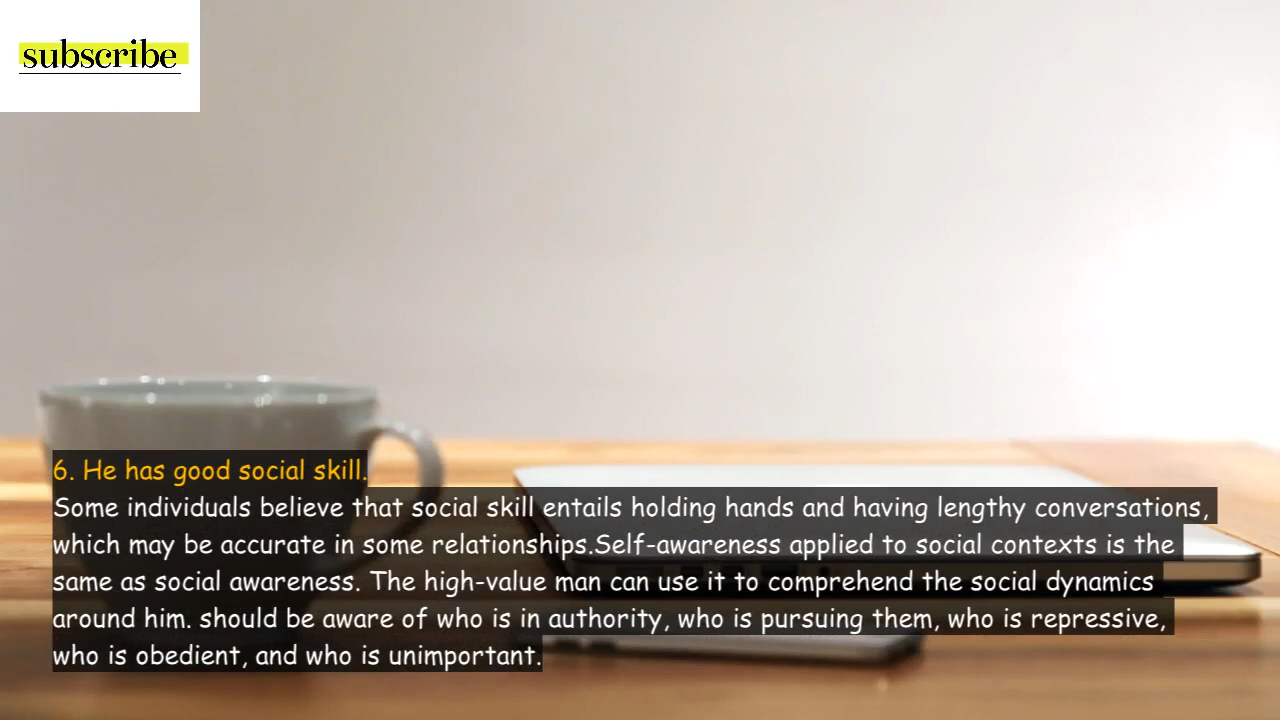 subscribe
6. He has good social skill.
Some individuals believe that social skill entails holding hands and having lengthy conversations,
which may be accurate in some relationships.Self-awareness applied to social contexts is the
same as social awareness. The high-value man can use it to comprehend the social dynamics
around him. should be aware of who is in authority, who is pursuing them, who is repressive,
who is obedient, and who is unimportant.